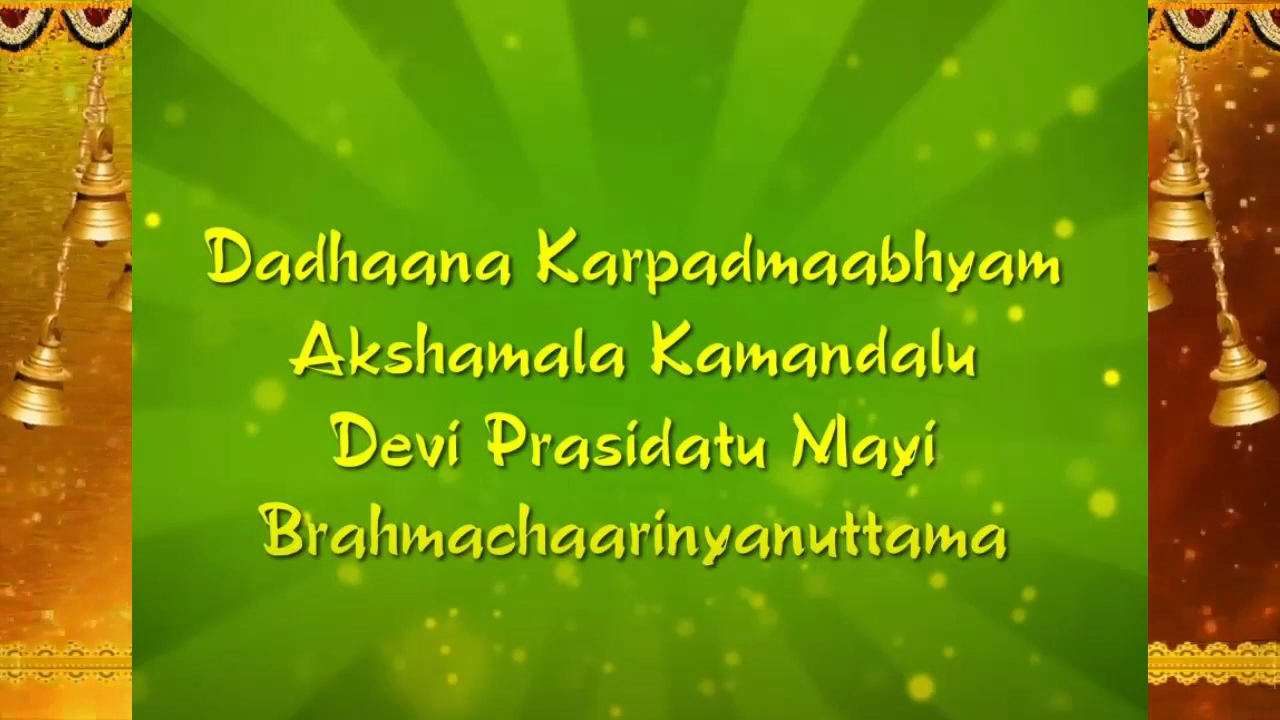 Dadhaana Karpadmaabhyam
Akshamala Kamandalu
Devi Prasidatu Mayi
Brahmachaarinyanuttama